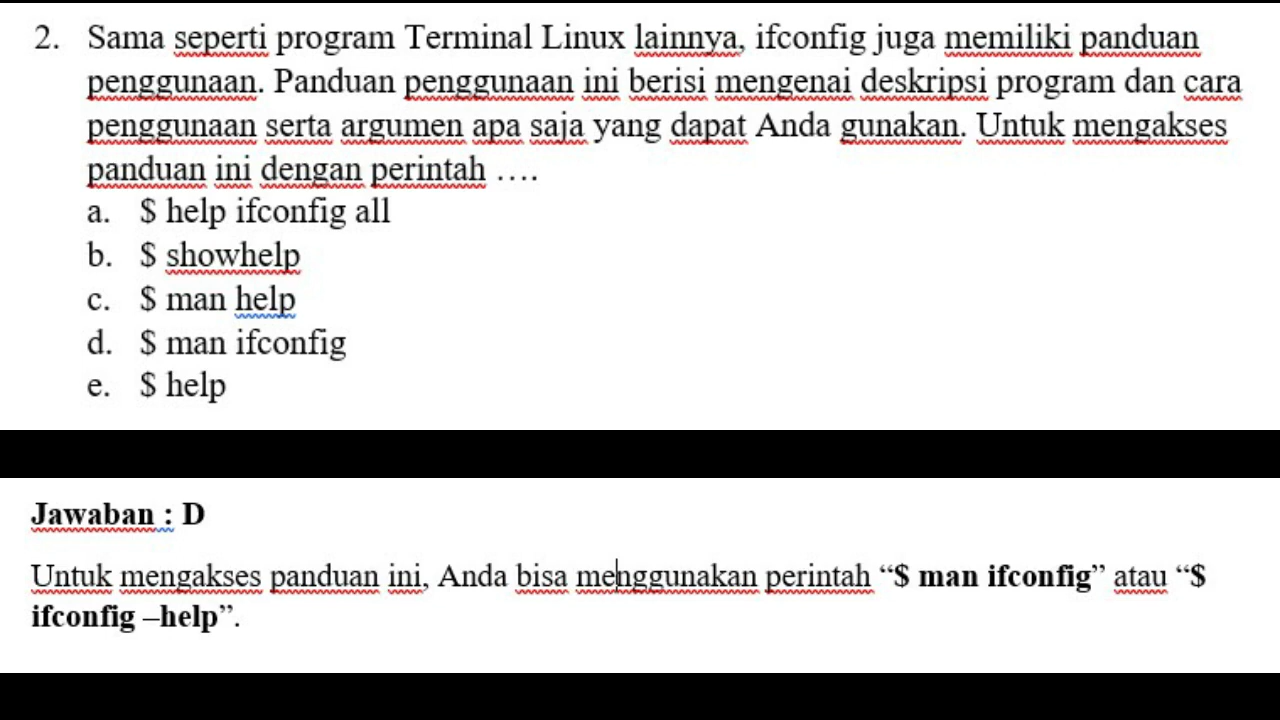 2. Sama seperti program Terminal Linux lainnya, ifconfig juga memiliki panduan
penggunaan. Panduan penggunaan ini berisi mengenai deskripsi program dan cara
penggunaan serta argumen apa saja yang dapat Anda gunakan. Untuk mengakses
panduan ini dengan perintah ….
a. $ help ifconfig all
b. $ showhelp
c. $ man help
d. $ man ifconfig
e. $ help
Jawaban : D
Untuk mengakses panduan ini, Anda bisa menggunakan perintah “$ man ifconfig” atau “$
ifconfig –help”.